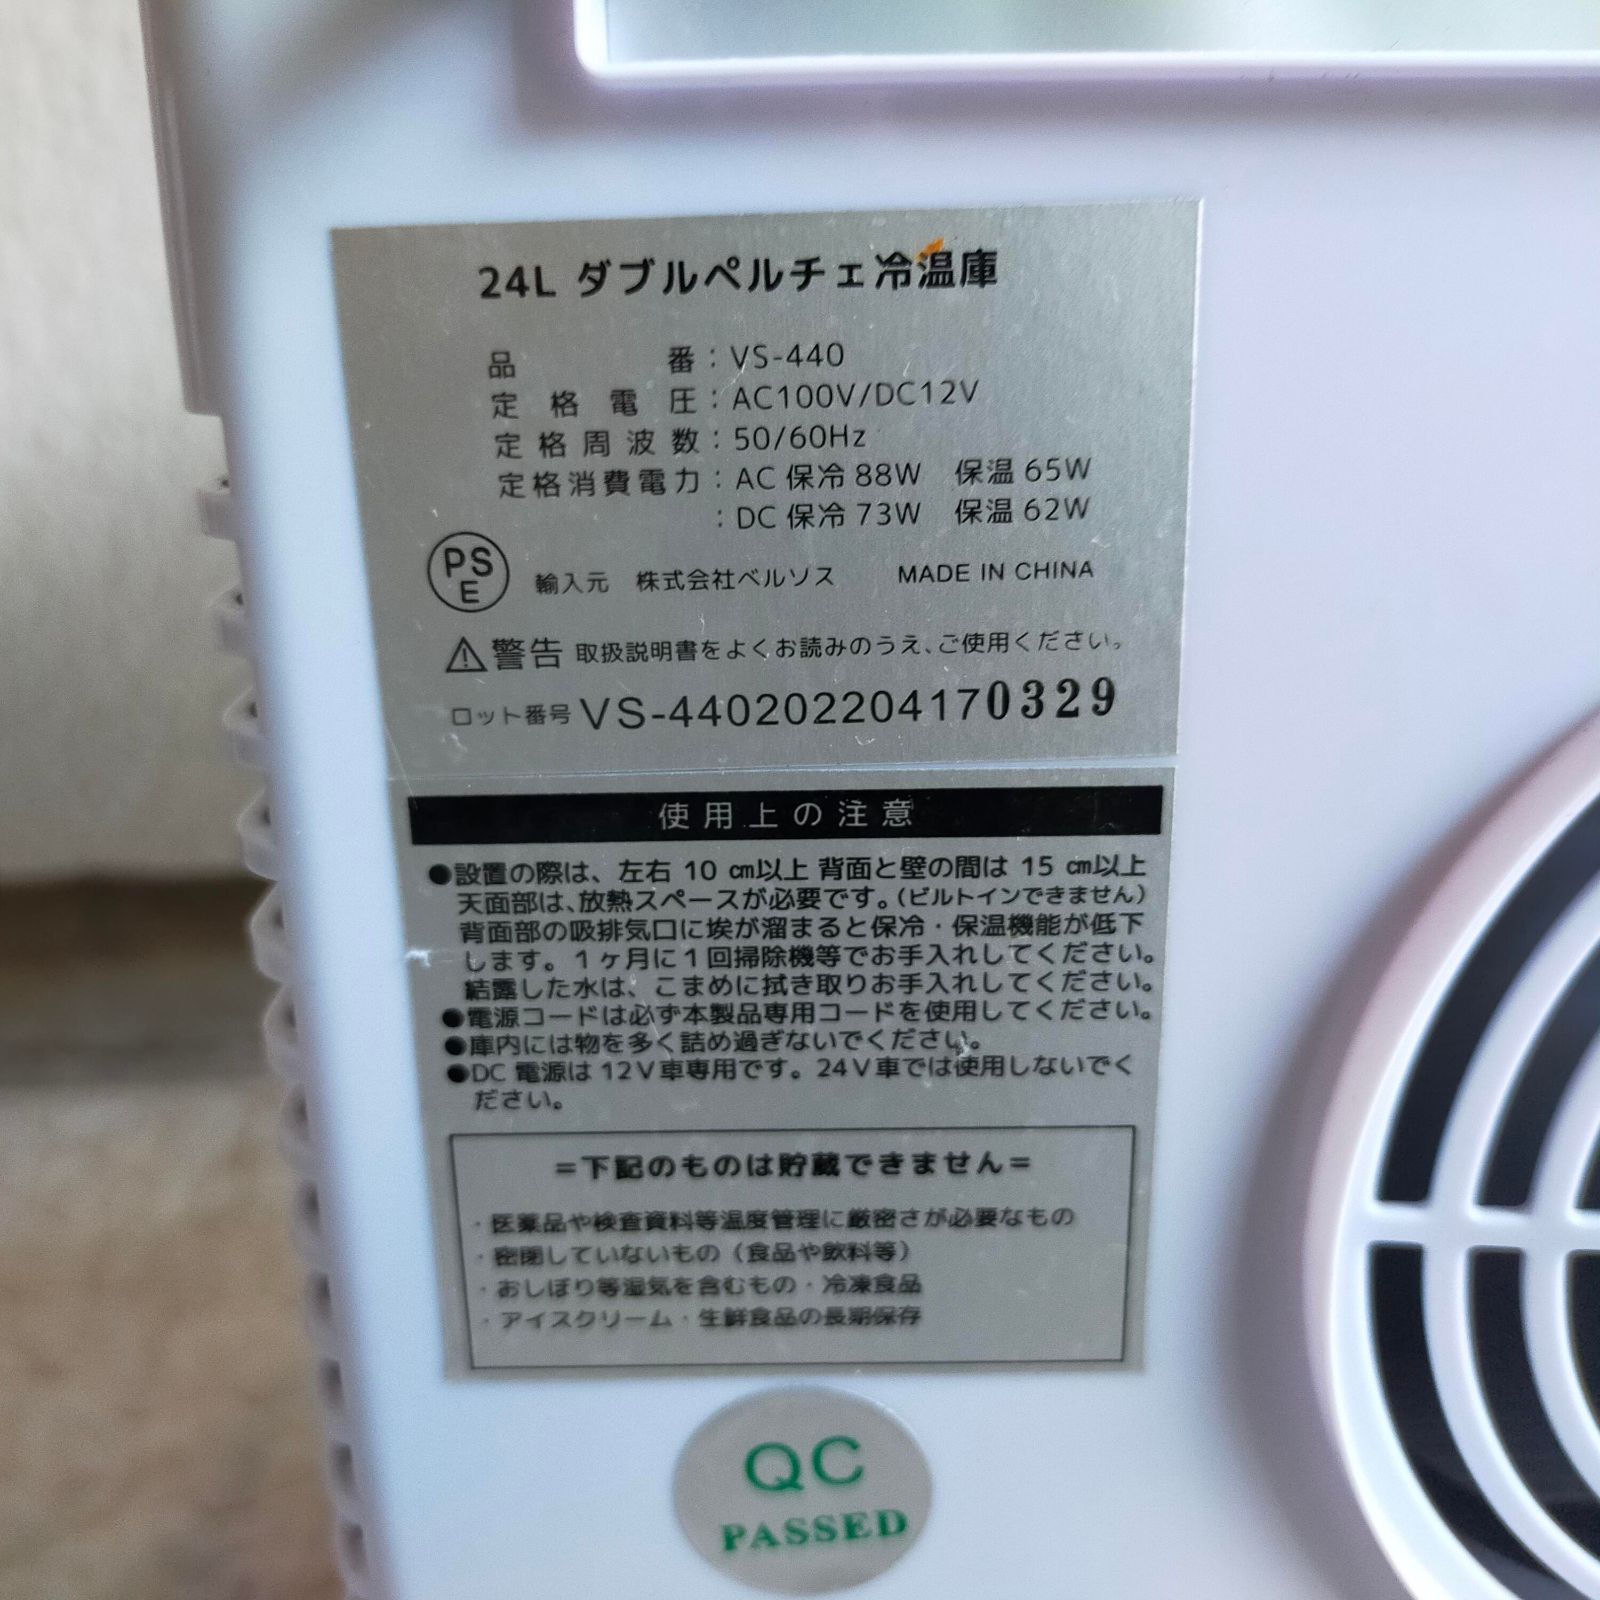 24L ダブルペルチェ冷温庫
品番：VS-440
定格電圧：AC100V/DC12V
定格周波数：50/60Hz
定格消費電力：AC 保冷 88W 保温 65W
：DC 保冷 73W 保温 62W
PSE 輸入元 株式会社ベルソス MADE IN CHINA
⚠警告 取扱説明書をよくお読みのうえ、ご使用ください。
ロット番号 VS-440202204170329
使用上の注意
●設置の際は、左右 10 ㎝以上 背面と壁の間は 15 ㎝以上
天面部は、放熱スペースが必要です。（ビルトインできません）
背面部の吸排気口に埃が溜まると保冷・保温機能が低下
します。1ヶ月に1回掃除機等でお手入れしてください。
結露した水は、こまめに拭き取りお手入れしてください。
●電源コードは必ず本製品専用コードを使用してください。
●庫内には物を多く詰め過ぎないでください。
●DC 電源は 12V車専用です。24V車では使用しないでく
ださい。
=下記のものは貯蔵できません=
・医薬品や検査資料等温度管理に厳密さが必要なもの
・密閉していないもの（食品や飲料等）
・おしぼり等湿気を含むもの・冷凍食品
・アイスクリーム・生鮮食品の長期保存
QC
PASSED